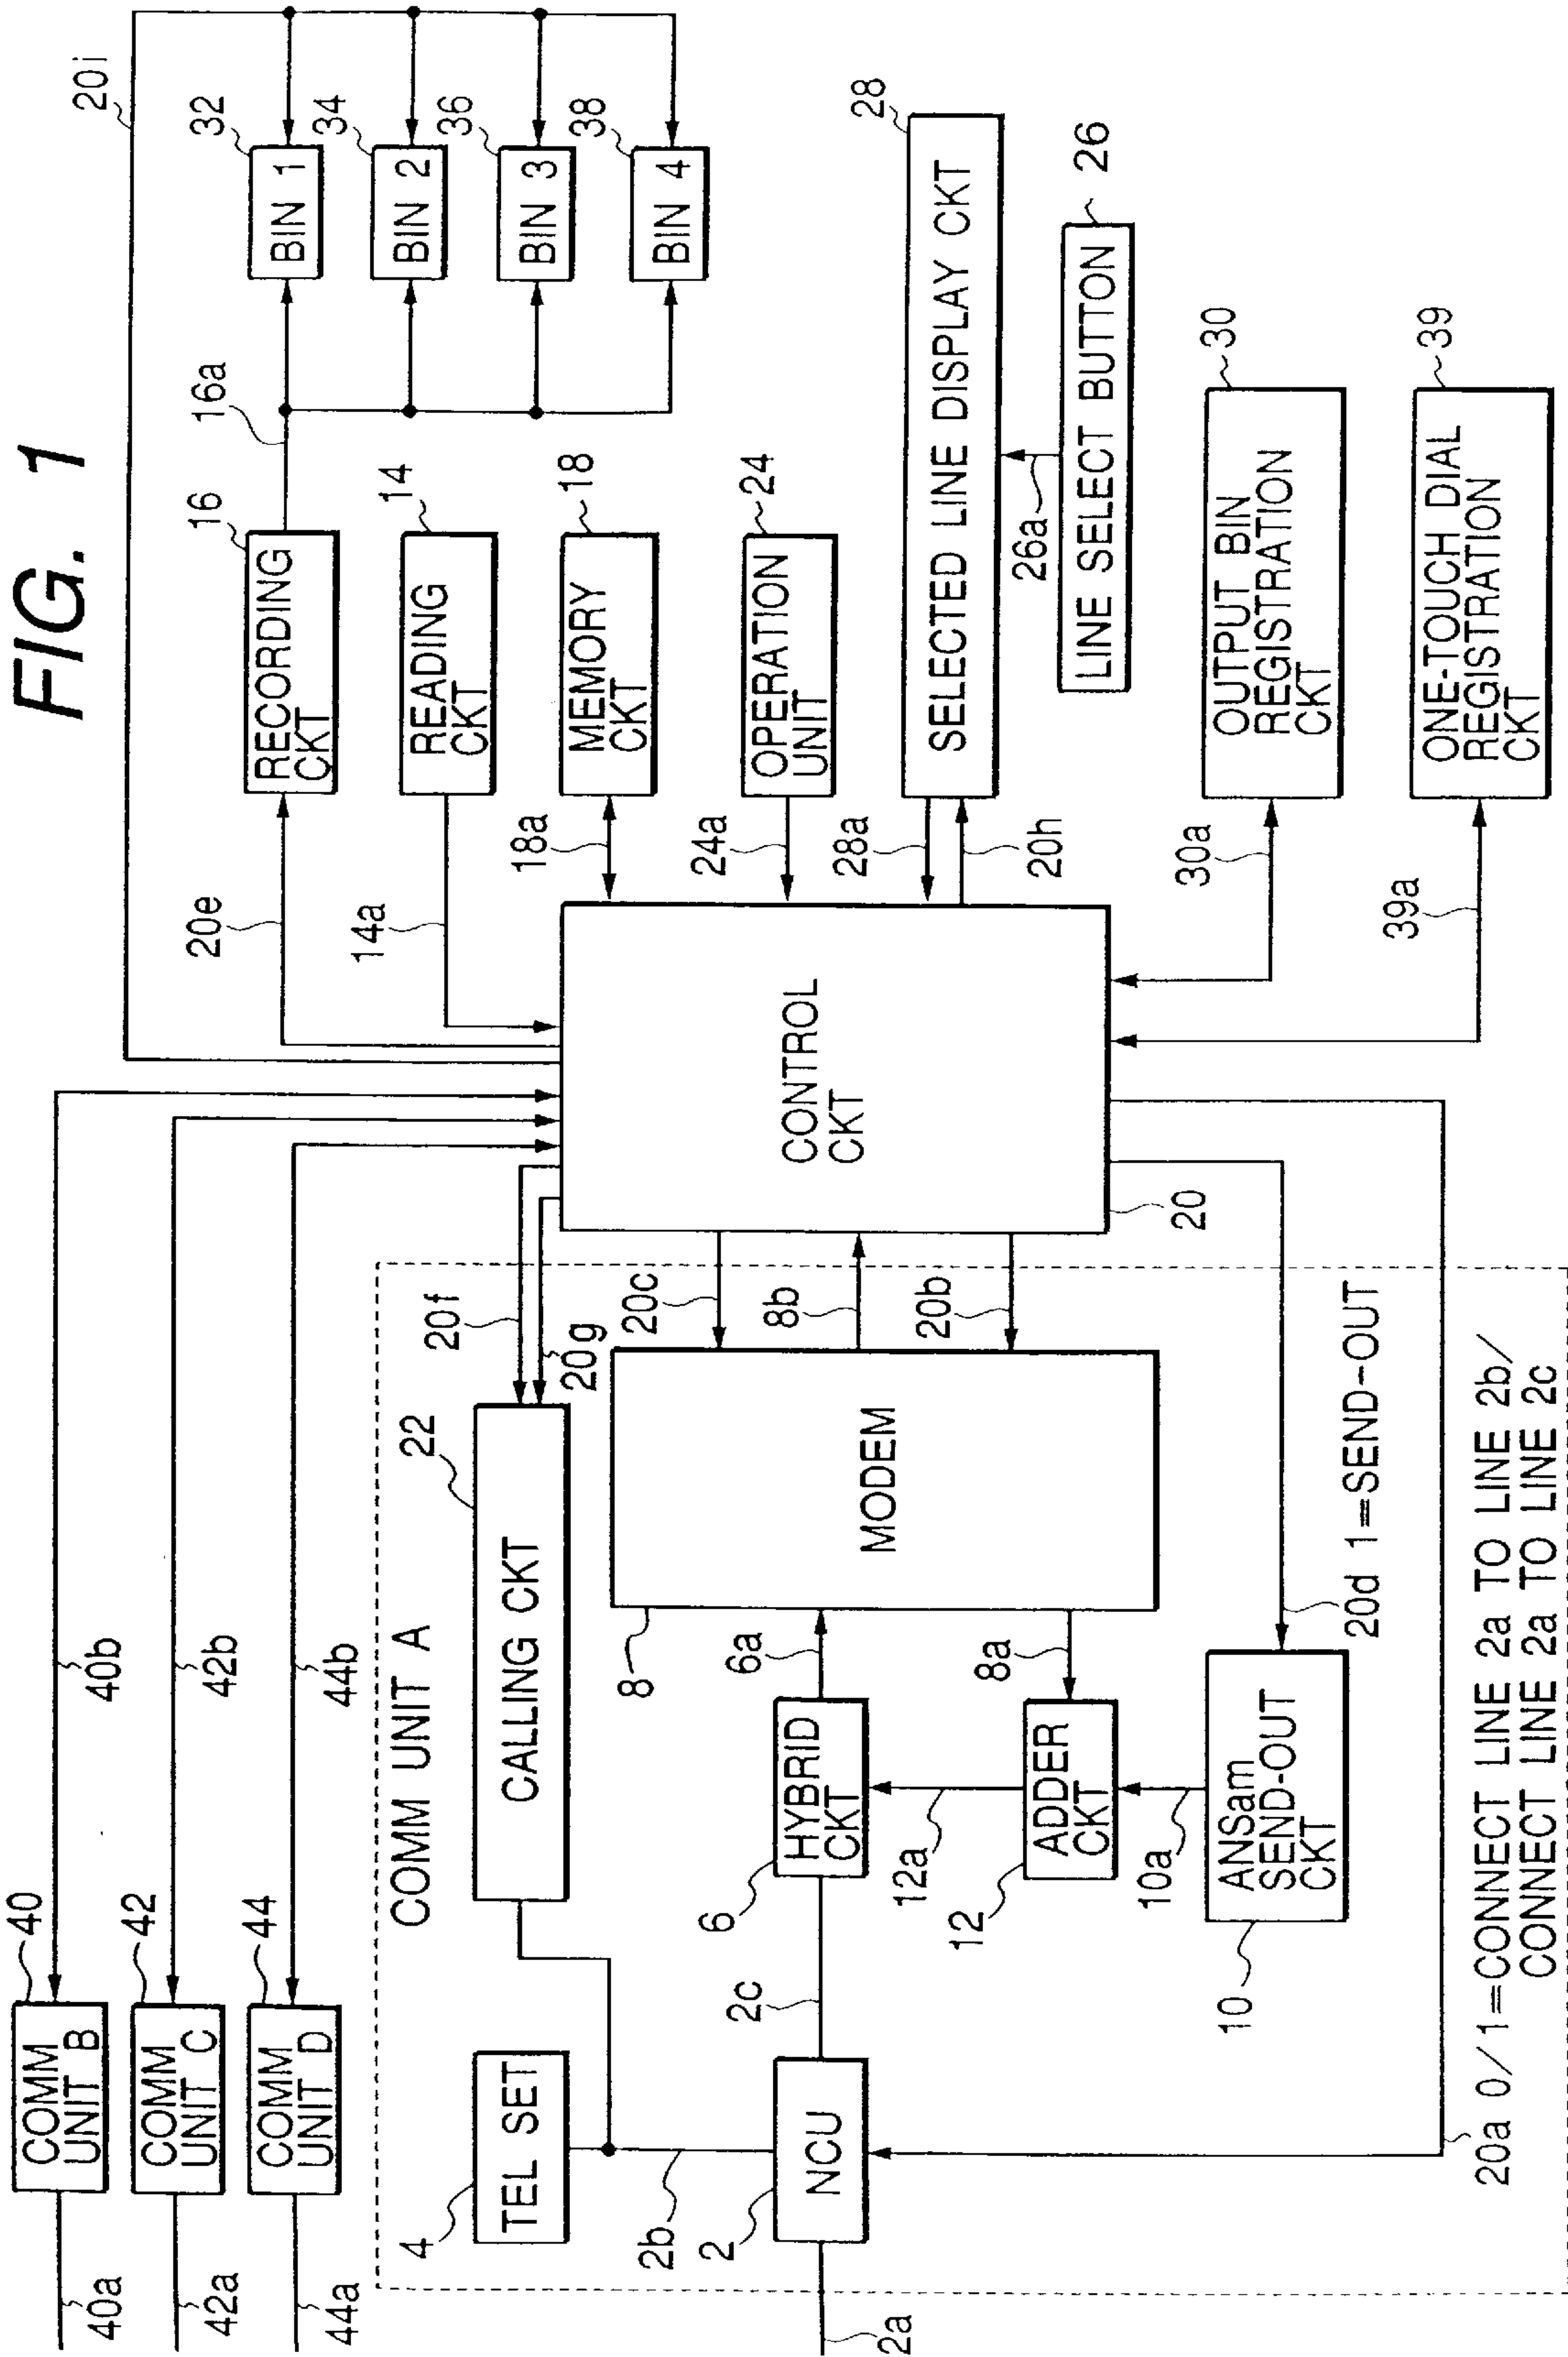 FIG. 1
COMM
UNIT B
40
40a
40b
COMM
UNIT C
42
42a
42b
COMM
UNIT D
44
44a
44b
20i
20e
RECORDING
CKT
16
16a
BIN 1
32
BIN 2
34
BIN 3
36
BIN 4
38
14a
READING
CKT
14
18a
MEMORY
CKT
18
24a
OPERATION
UNIT
24
28a
20h
SELECTED LINE DISPLAY CKT
28
26a
LINE SELECT BUTTON
26
30a
OUTPUT BIN
REGISTRATION
CKT
30
39a
ONE-TOUCH DIAL
REGISTRATION
CKT
39
CONTROL
CKT
20
COMM UNIT A
TEL SET
4
CALLING CKT
22
20f
20g
2b
2
NCU
2a
2c
6
HYBRID
CKT
6a
8
MODEM
20c
8b
20b
8a
12a
12
ADDER
CKT
10a
10
ANSam
SEND-OUT
CKT
20d 1=SEND-OUT
20a 0/1=CONNECT LINE 2a TO LINE 2b/
CONNECT LINE 2a TO LINE 2c